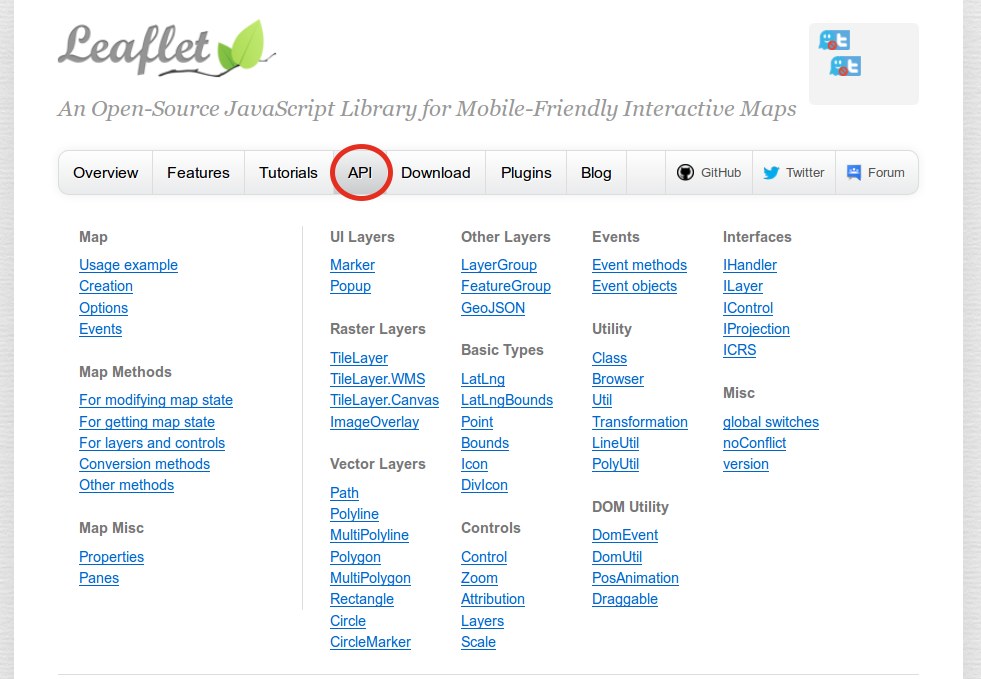 Leaflet
An Open-Source JavaScript Library for Mobile-Friendly Interactive Maps
Overview Features Tutorials API Download Plugins Blog GitHub Twitter Forum
Map
Usage example
Creation
Options
Events
Map Methods
For modifying map state
For getting map state
For layers and controls
Conversion methods
Other methods
Map Misc
Properties
Panes
UI Layers
Marker
Popup
Raster Layers
TileLayer
TileLayer.WMS
TileLayer.Canvas
ImageOverlay
Vector Layers
Path
Polyline
MultiPolyline
Polygon
MultiPolygon
Rectangle
Circle
CircleMarker
Other Layers
LayerGroup
FeatureGroup
GeoJSON
Basic Types
LatLng
LatLngBounds
Point
Bounds
Icon
DivIcon
Controls
Control
Zoom
Attribution
Layers
Scale
Events
Event methods
Event objects
Utility
Class
Browser
Util
Transformation
LineUtil
PolyUtil
DOM Utility
DomEvent
DomUtil
PosAnimation
Draggable
Interfaces
IHandler
ILayer
IControl
IProjection
ICRS
Misc
global switches
noConflict
version